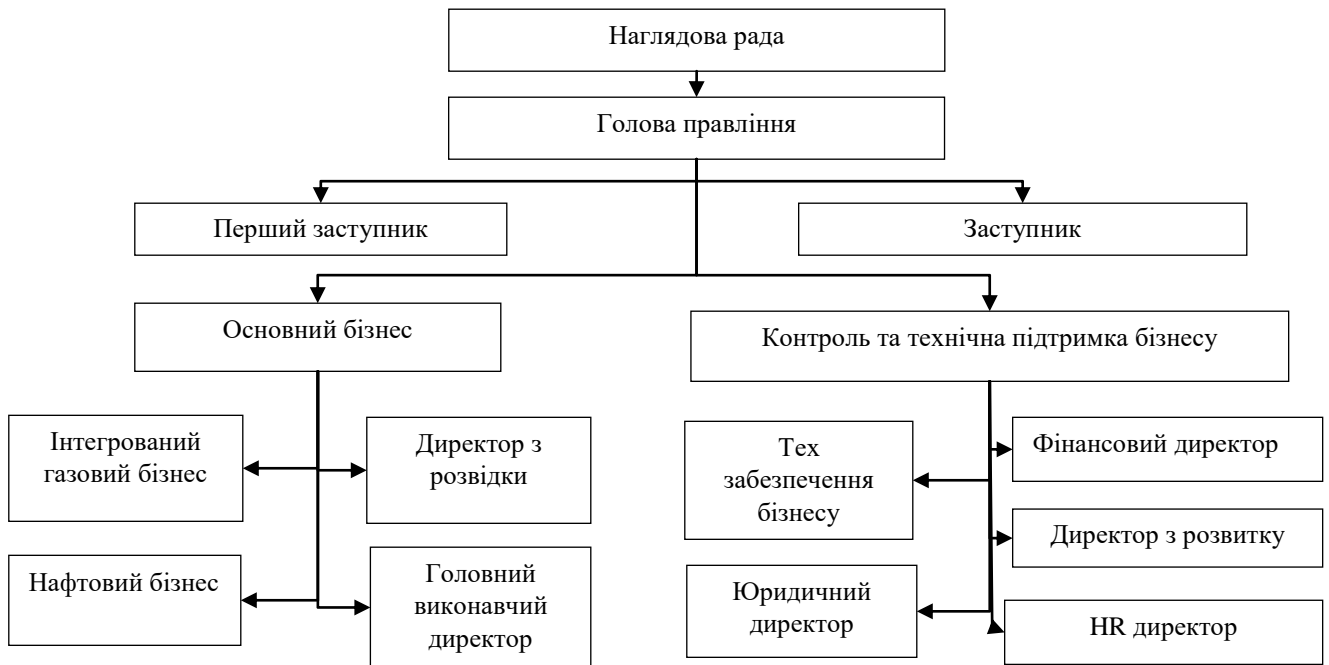 Наглядова рада
Голова правління
Перший заступник
Заступник
Основний бізнес
Контроль та технічна підтримка бізнесу
Інтегрований
газовий бізнес
Директор з
розвідки
Нафтовий бізнес
Головний
виконавчий
директор
Тех
забезпечення
бізнесу
Фінансовий директор
Директор з розвитку
Юридичний
директор
HR директор